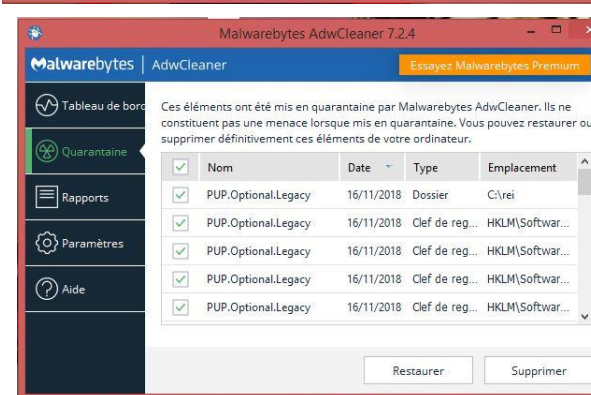 Malwarebytes AdwCleaner 7.2.4
Malwarebytes | AdwCleaner
Essayez Malwarebytes Premium
Tableau de bord
Quarantaine
Rapports
Paramètres
Aide
Ces éléments ont été mis en quarantaine par Malwarebytes AdwCleaner. Ils ne
constituent pas une menace lorsque mis en quarantaine. Vous pouvez restaurer ou
supprimer définitivement ces éléments de votre ordinateur.
Nom Date Type Emplacement
PUP.Optional.Legacy 16/11/2018 Dossier C:\rei
PUP.Optional.Legacy 16/11/2018 Clef de reg... HKLM\Softwar...
PUP.Optional.Legacy 16/11/2018 Clef de reg... HKLM\Softwar...
PUP.Optional.Legacy 16/11/2018 Clef de reg... HKLM\Softwar...
PUP.Optional.Legacy 16/11/2018 Clef de reg... HKLM\Softwar...
Restaurer Supprimer